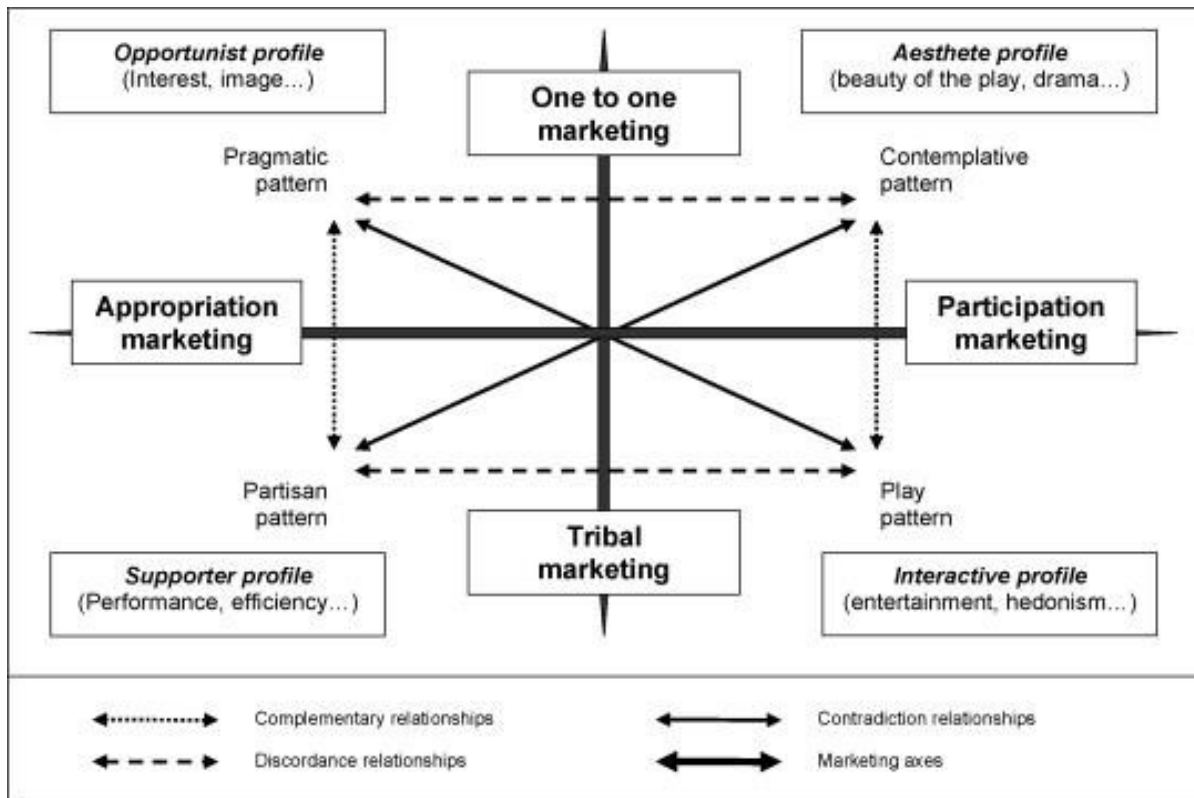 Opportunist profile
(Interest, image…)
One to one
marketing
Aesthete profile
(beauty of the play, drama…)
Pragmatic
pattern
Contemplative
pattern
Appropriation
marketing
Participation
marketing
Partisan
pattern
Play
pattern
Tribal
marketing
Supporter profile
(Performance, efficiency…)
Interactive profile
(entertainment, hedonism…)
Complementary relationships
Contradiction relationships
Discordance relationships
Marketing axes